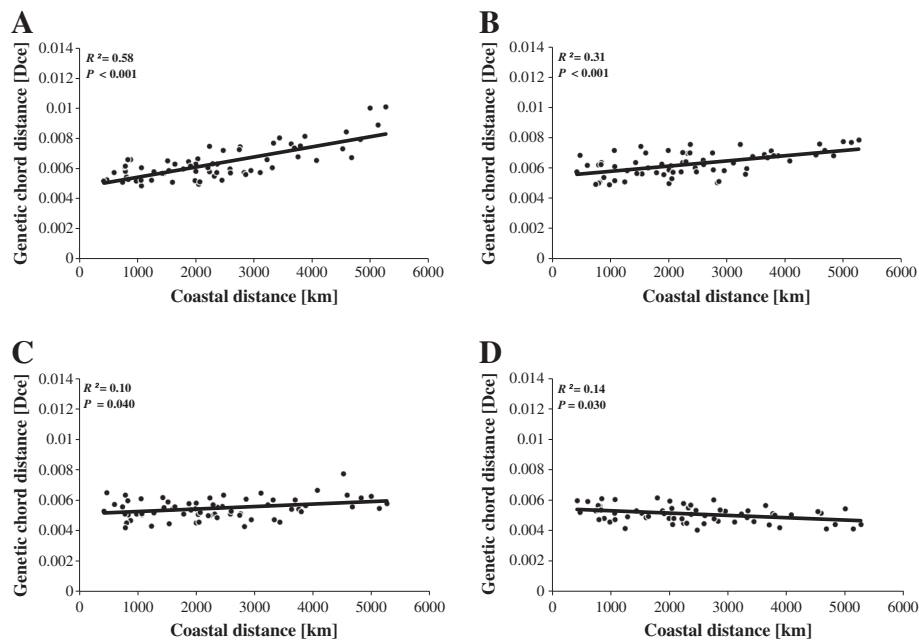 A
R² = 0.58
P < 0.001
Genetic chord distance [Dce]
0.014
0.012
0.01
0.008
0.006
0.004
0.002
0
0 1000 2000 3000 4000 5000 6000
Coastal distance [km]
B
R² = 0.31
P < 0.001
Genetic chord distance [Dce]
0.014
0.012
0.01
0.008
0.006
0.004
0.002
0
0 1000 2000 3000 4000 5000 6000
Coastal distance [km]
C
R² = 0.10
P = 0.040
Genetic chord distance [Dce]
0.014
0.012
0.01
0.008
0.006
0.004
0.002
0
0 1000 2000 3000 4000 5000 6000
Coastal distance [km]
D
R² = 0.14
P = 0.030
Genetic chord distance [Dce]
0.014
0.012
0.01
0.008
0.006
0.004
0.002
0
0 1000 2000 3000 4000 5000 6000
Coastal distance [km]